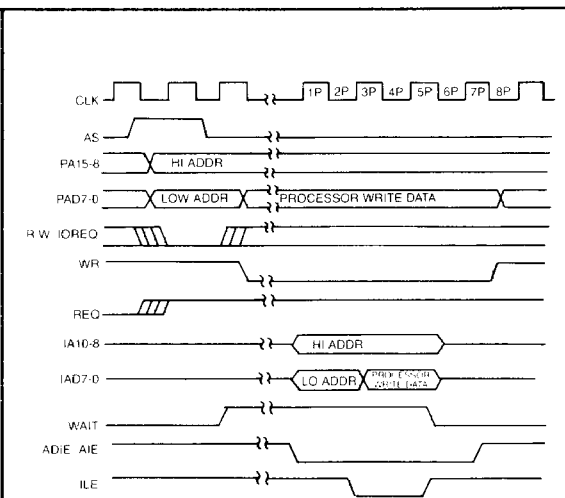 CLK 1P 2P 3P 4P 5P 6P 7P 8P
AS
PA15-8 HI ADDR
PAD7-0 LOW ADDR PROCESSOR WRITE DATA
R W IOREQ
WR
REQ
IA10-8 HI ADDR
IAD7-0 LO ADDR PROCESSOR WRITE DATA
WAIT
ADIE AIE
ILE